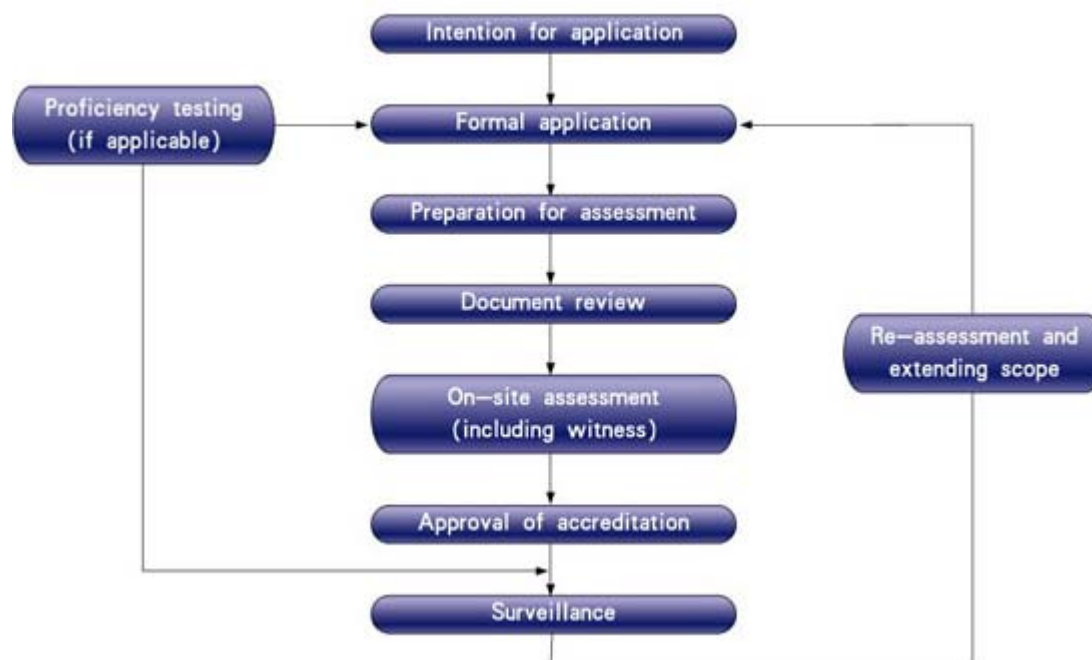 Intention for application
Proficiency testing
(if applicable)
Formal application
Preparation for assessment
Document review
Re-assessment and
extending scope
On-site assessment
(including witness)
Approval of accreditation
Surveillance